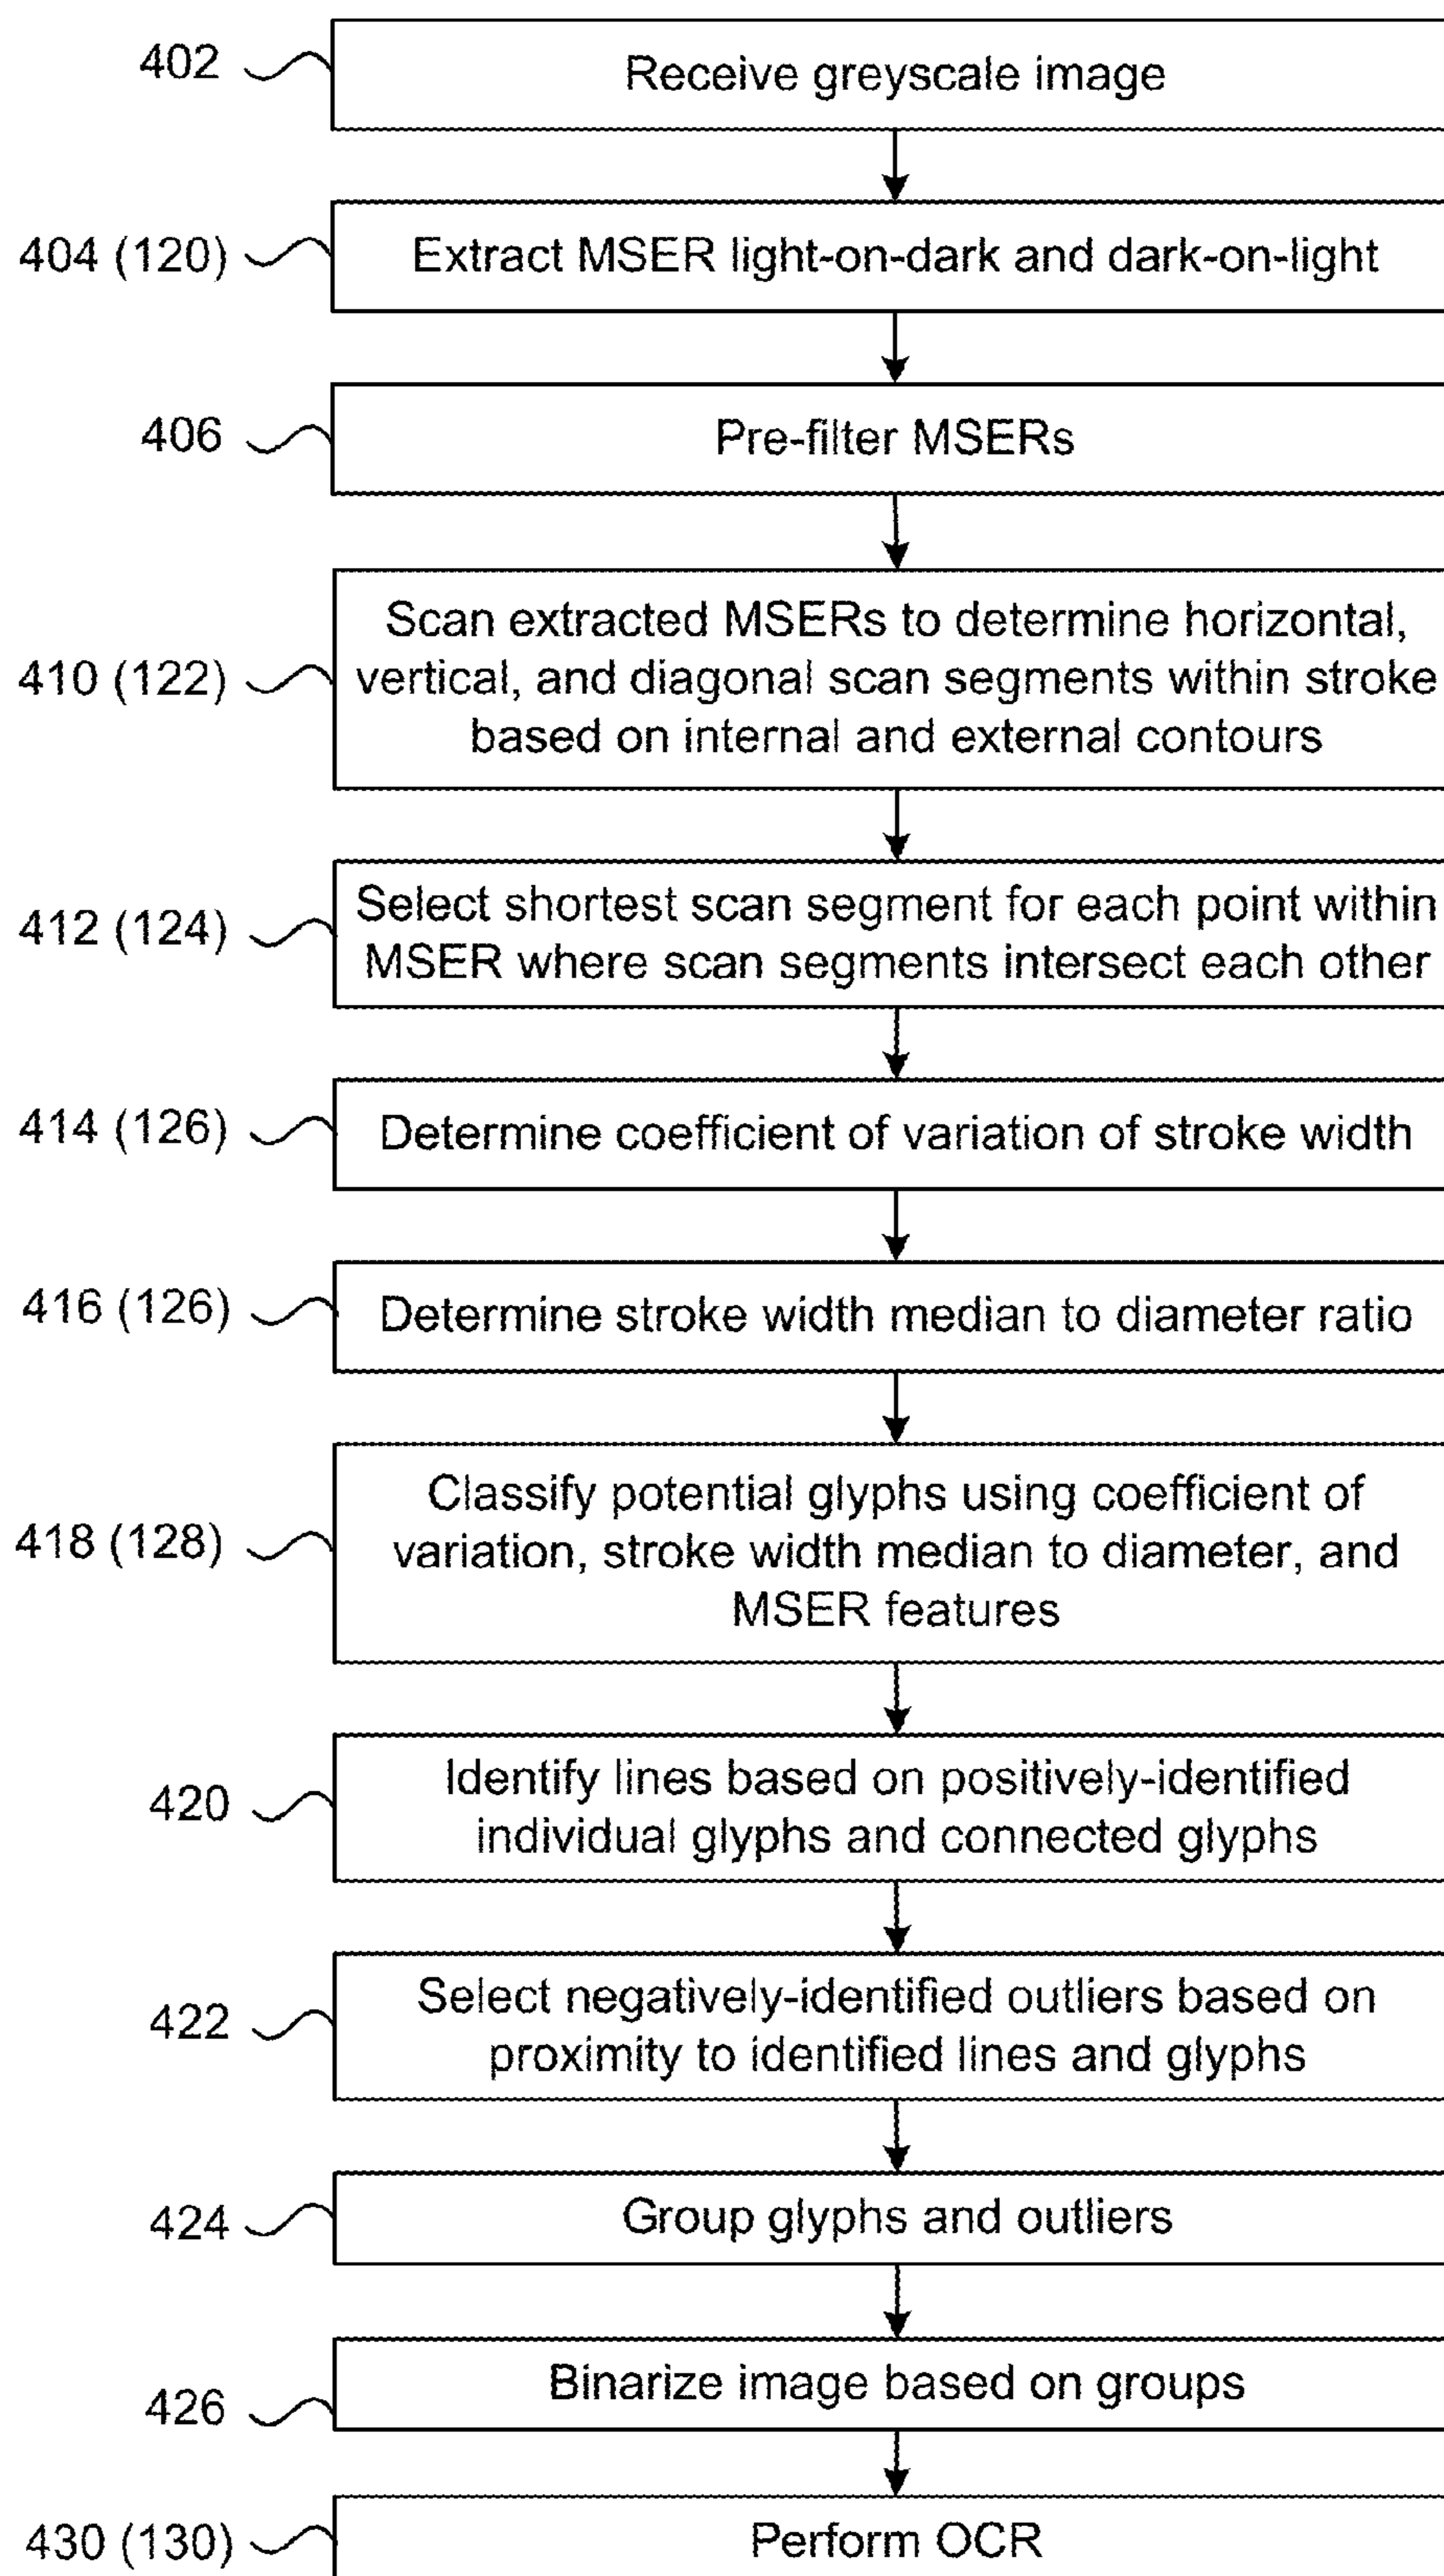 402 Receive greyscale image
404 (120) Extract MSER light-on-dark and dark-on-light
406 Pre-filter MSERs
Scan extracted MSERs to determine horizontal,
410 (122) vertical, and diagonal scan segments within stroke
based on internal and external contours
412 (124) Select shortest scan segment for each point within
MSER where scan segments intersect each other
414 (126) Determine coefficient of variation of stroke width
416 (126) Determine stroke width median to diameter ratio
Classify potential glyphs using coefficient of
418 (128) variation, stroke width median to diameter, and
MSER features
420 Identify lines based on positively-identified
individual glyphs and connected glyphs
422 Select negatively-identified outliers based on
proximity to identified lines and glyphs
424 Group glyphs and outliers
426 Binarize image based on groups
430 (130) Perform OCR